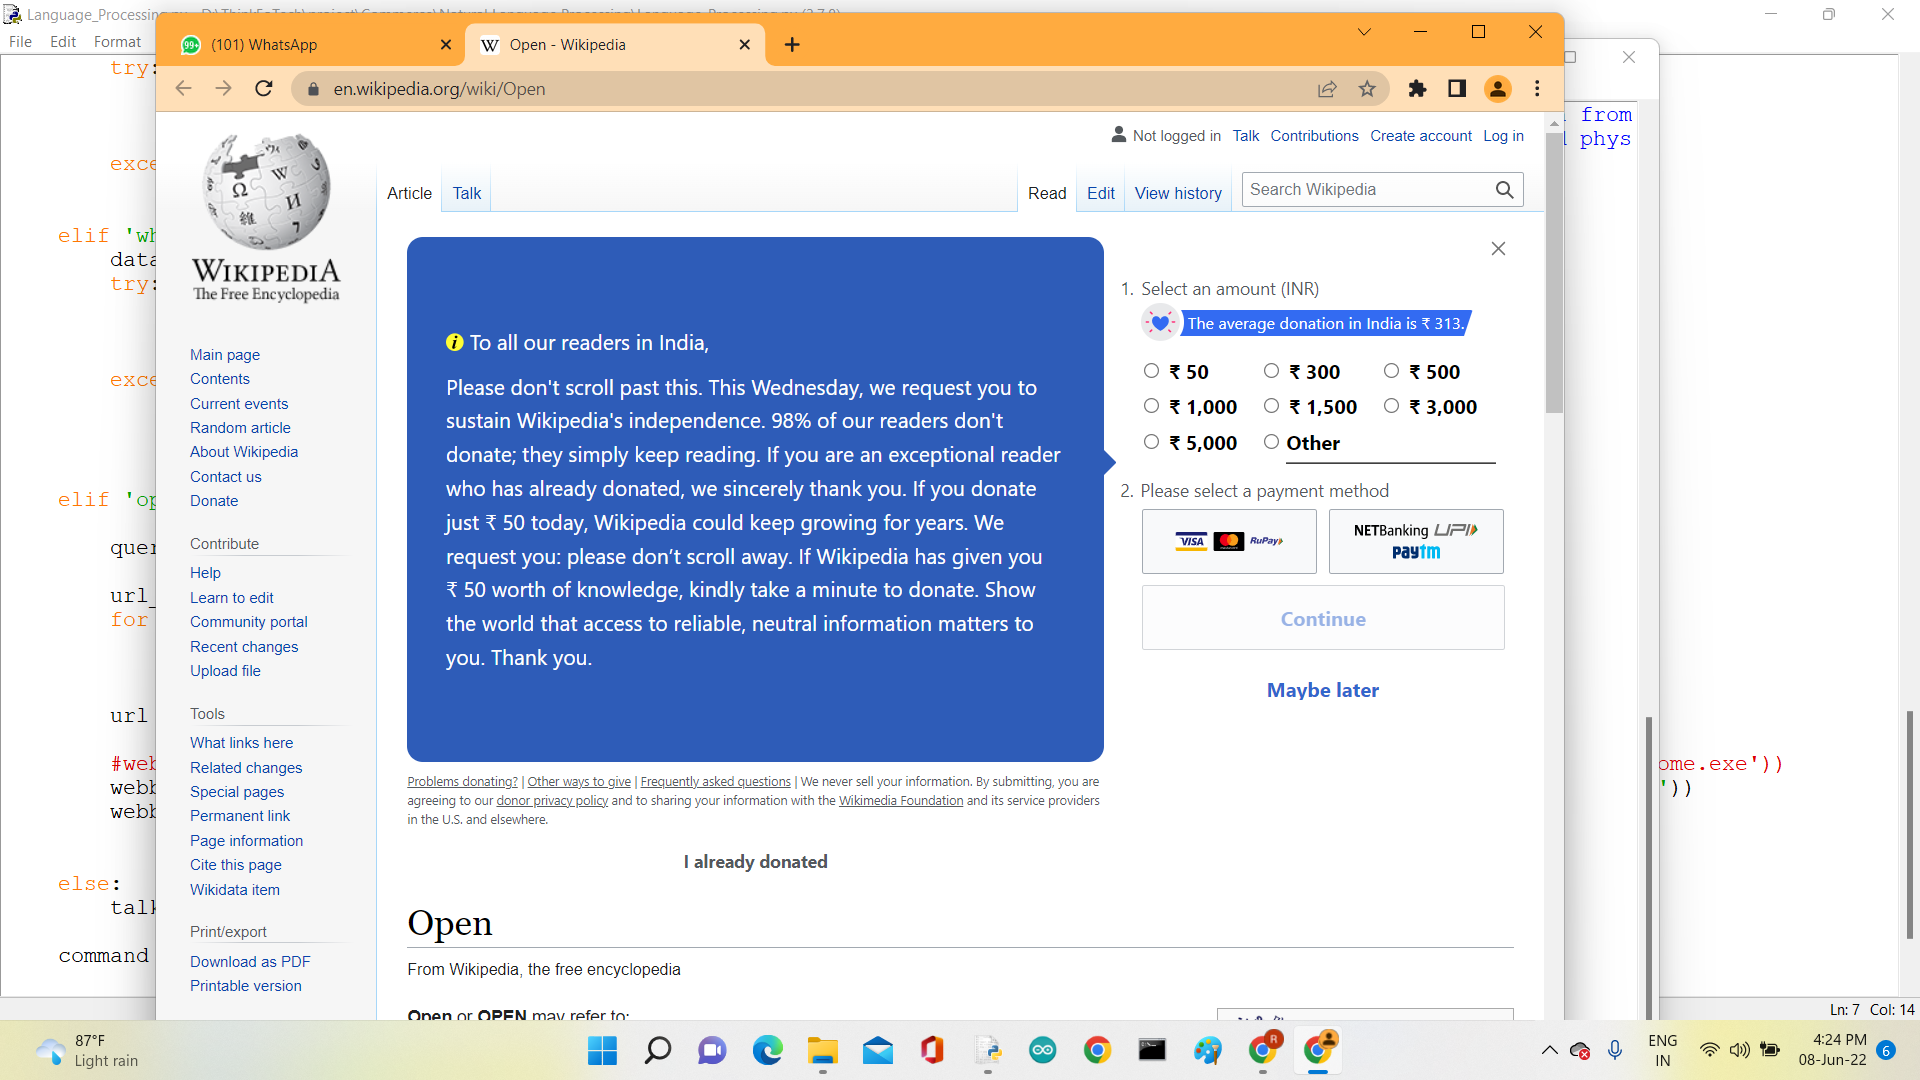 Language_Processing.py - D:\ThinkEoTech\project\Commerce\Natural Language Processing\Language_Processing.py (3.7.0)
File Edit Format
(101) WhatsApp
Open - Wikipedia
en.wikipedia.org/wiki/Open
try:
exce
elif 'wh
data
try:
exce
elif 'op
quer
url_
for
url
#web
webb
webb
else:
talk
command
from
phys
ome.exe'))
'))
WIKIPEDIA
The Free Encyclopedia
Main page
Contents
Current events
Random article
About Wikipedia
Contact us
Donate
Contribute
Help
Learn to edit
Community portal
Recent changes
Upload file
Tools
What links here
Related changes
Special pages
Permanent link
Page information
Cite this page
Wikidata item
Print/export
Download as PDF
Printable version
Not logged in Talk Contributions Create account Log in
Article Talk Read Edit View history Search Wikipedia
To all our readers in India,
Please don't scroll past this. This Wednesday, we request you to
sustain Wikipedia's independence. 98% of our readers don't
donate; they simply keep reading. If you are an exceptional reader
who has already donated, we sincerely thank you. If you donate
just ₹ 50 today, Wikipedia could keep growing for years. We
request you: please don’t scroll away. If Wikipedia has given you
₹ 50 worth of knowledge, kindly take a minute to donate. Show
the world that access to reliable, neutral information matters to
you. Thank you.
1. Select an amount (INR)
The average donation in India is ₹ 313.
₹ 50 ₹ 300 ₹ 500
₹ 1,000 ₹ 1,500 ₹ 3,000
₹ 5,000 Other
2. Please select a payment method
VISA mastercard RuPay
NETBanking UPI
paytm
Continue
Maybe later
Problems donating? | Other ways to give | Frequently asked questions | We never sell your information. By submitting, you are
agreeing to our donor privacy policy and to sharing your information with the Wikimedia Foundation and its service providers
in the U.S. and elsewhere.
I already donated
Open
From Wikipedia, the free encyclopedia
Open or OPEN may refer to:
Ln: 7 Col: 14
87°F
Light rain
ENG
IN
4:24 PM
08-Jun-22
6